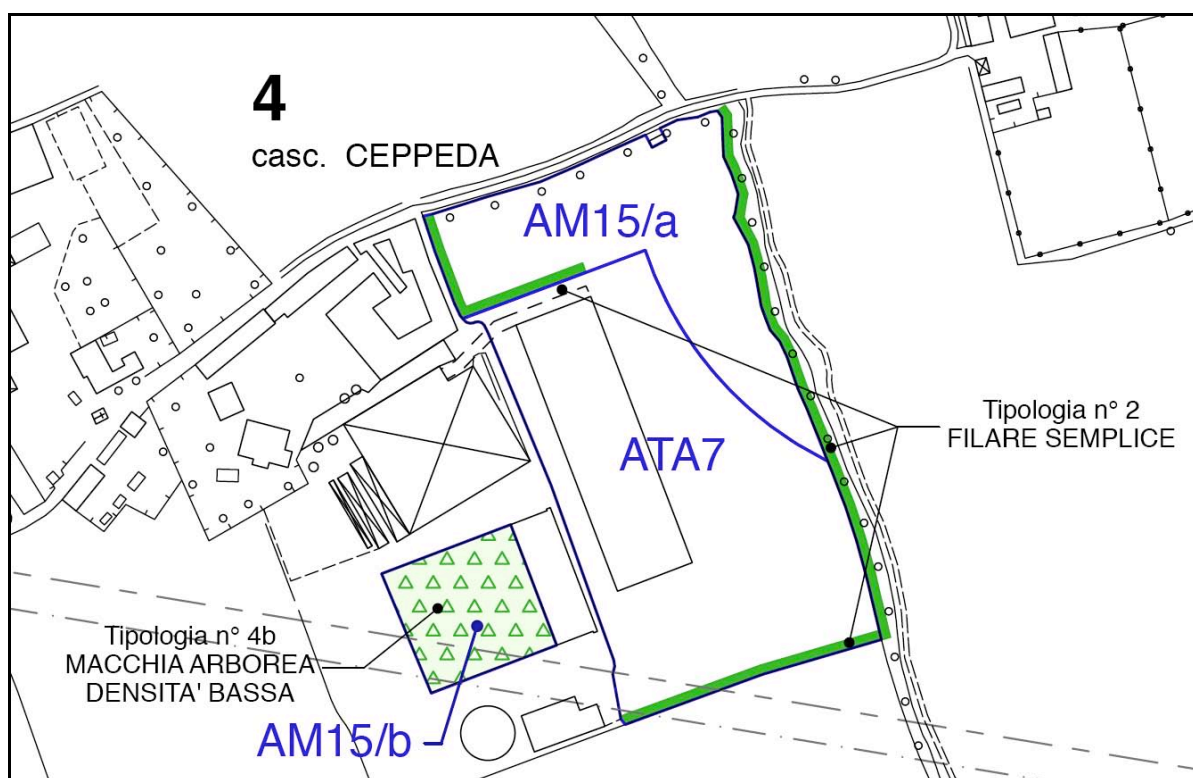 4
casc. CEPPEDA
AM15/a
ATA7
Tipologia n° 2
FILARE SEMPLICE
Tipologia n° 4b
MACCHIA ARBOREA
DENSITA' BASSA
AM15/b